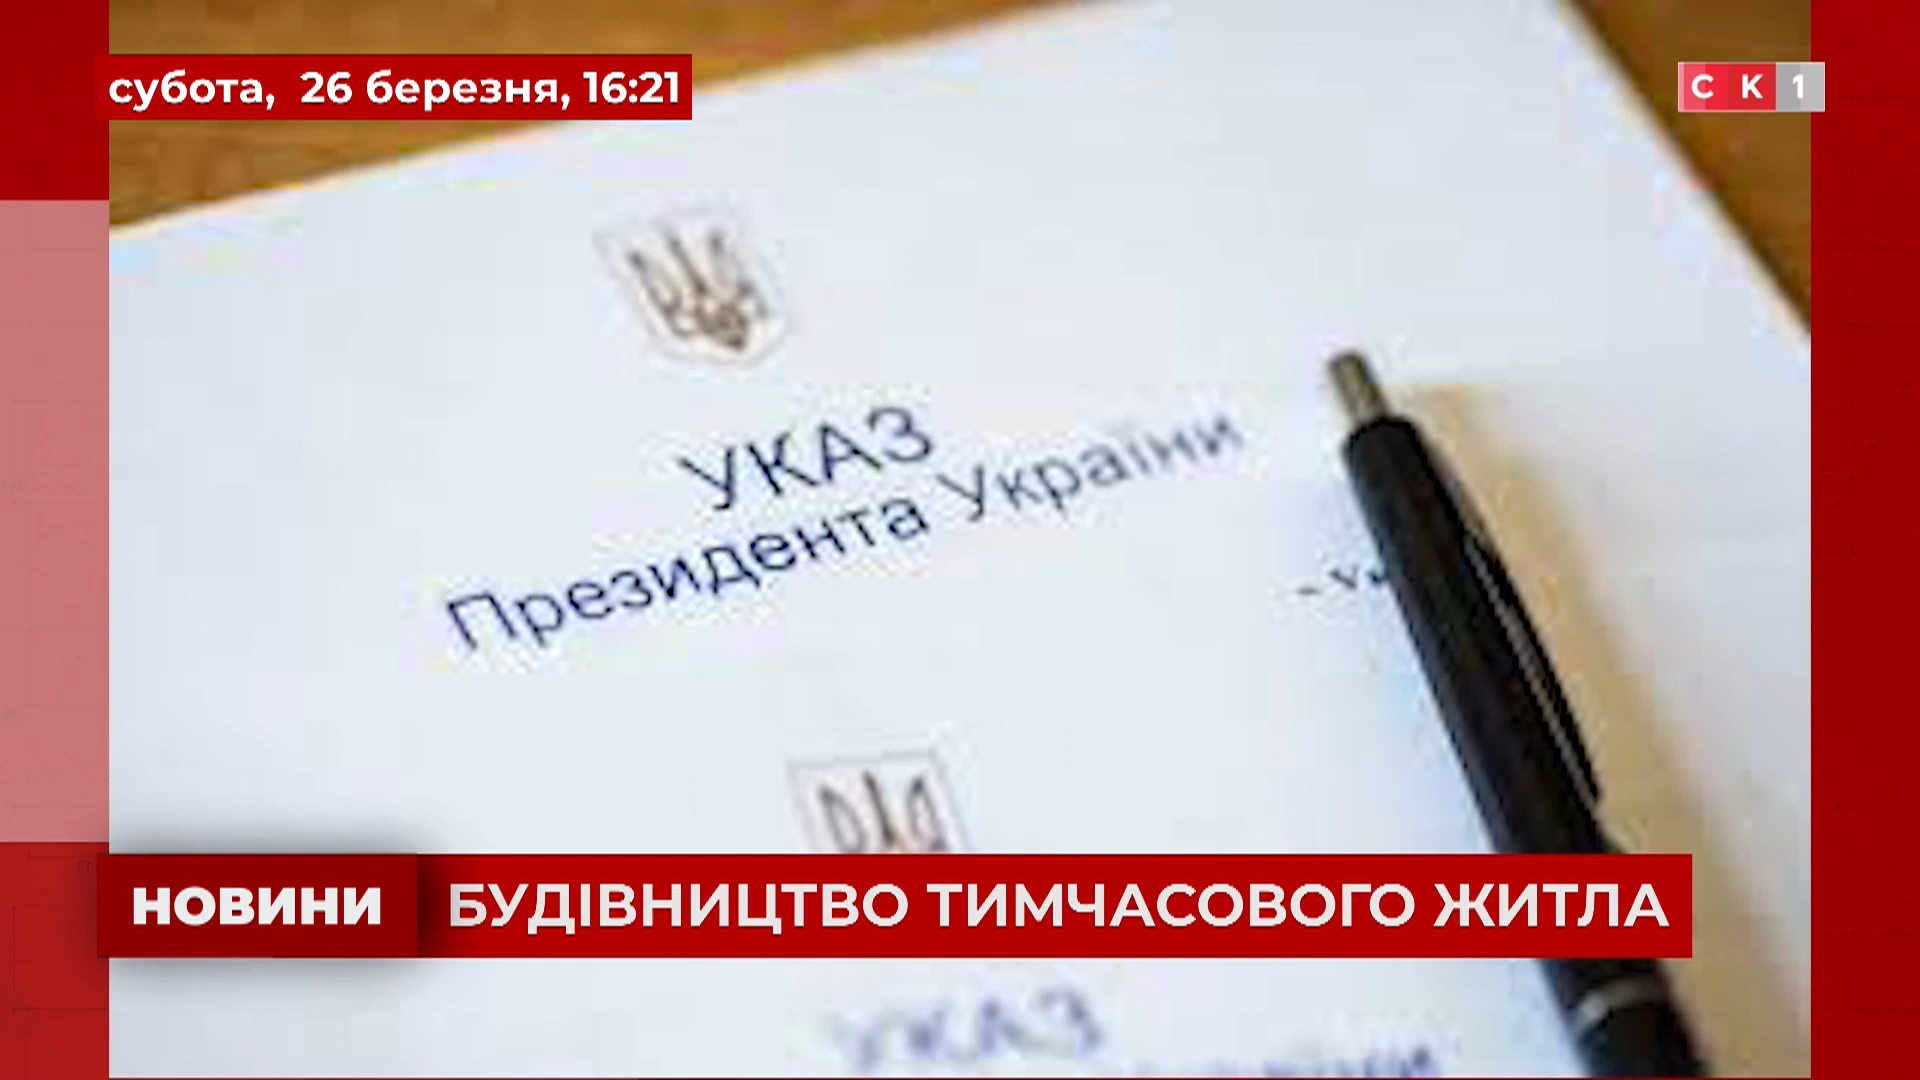 субота, 26 березня, 16:21
СК1
УКАЗ
Президента України
НОВИНИ
БУДІВНИЦТВО ТИМЧАСОВОГО ЖИТЛА
УКАЗ